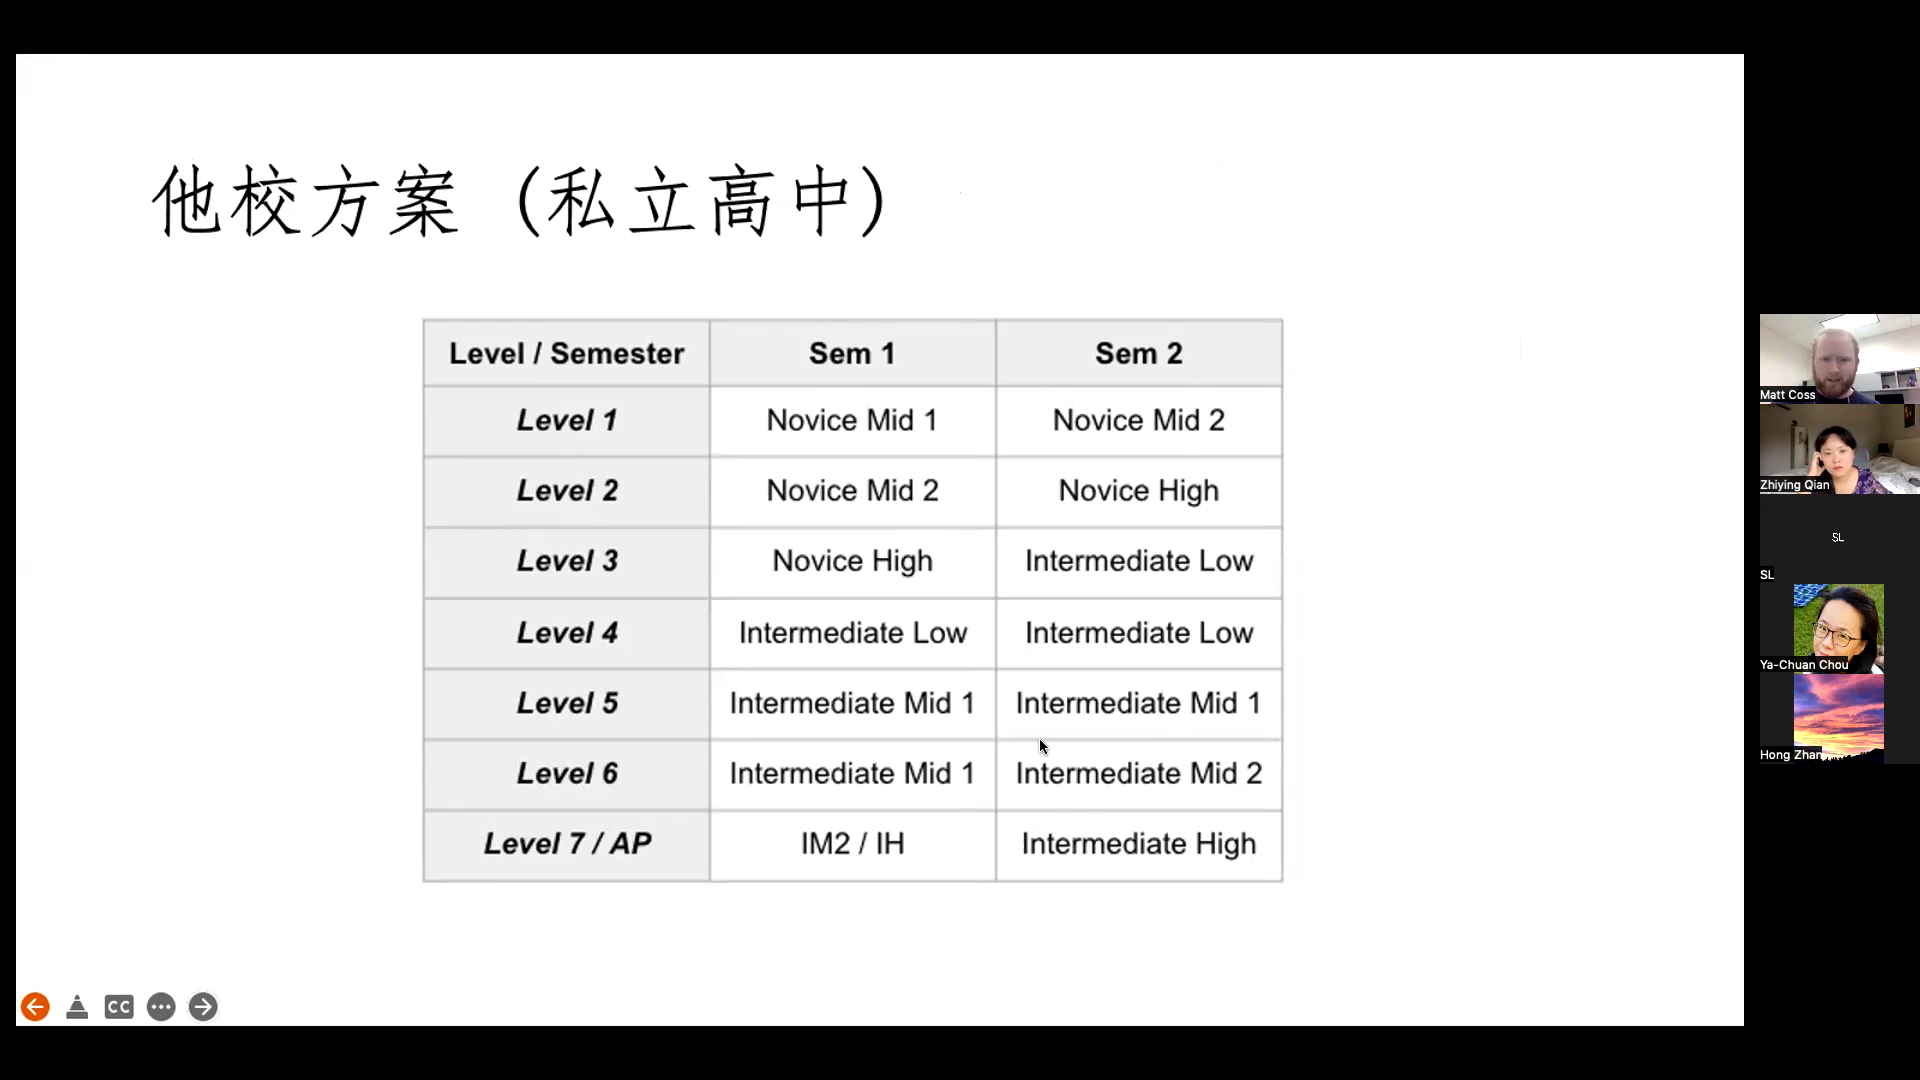 他校方案（私立高中）
Level / Semester Sem 1 Sem 2
Level 1 Novice Mid 1 Novice Mid 2
Level 2 Novice Mid 2 Novice High
Level 3 Novice High Intermediate Low
Level 4 Intermediate Low Intermediate Low
Level 5 Intermediate Mid 1 Intermediate Mid 1
Level 6 Intermediate Mid 1 Intermediate Mid 2
Level 7 / AP IM2 / IH Intermediate High
CC
Matt Coss
Zhiying Qian
SL
SL
Ya-Chuan Chou
Hong Zhan